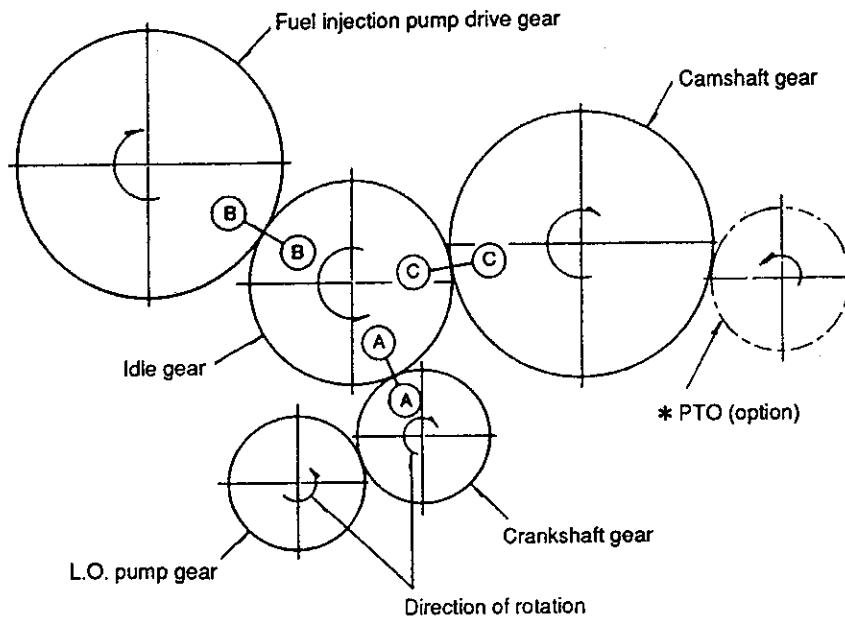 Fuel injection pump drive gear
Camshaft gear
B
B
C
C
A
Idle gear
A
* PTO (option)
Crankshaft gear
L.O. pump gear
Direction of rotation